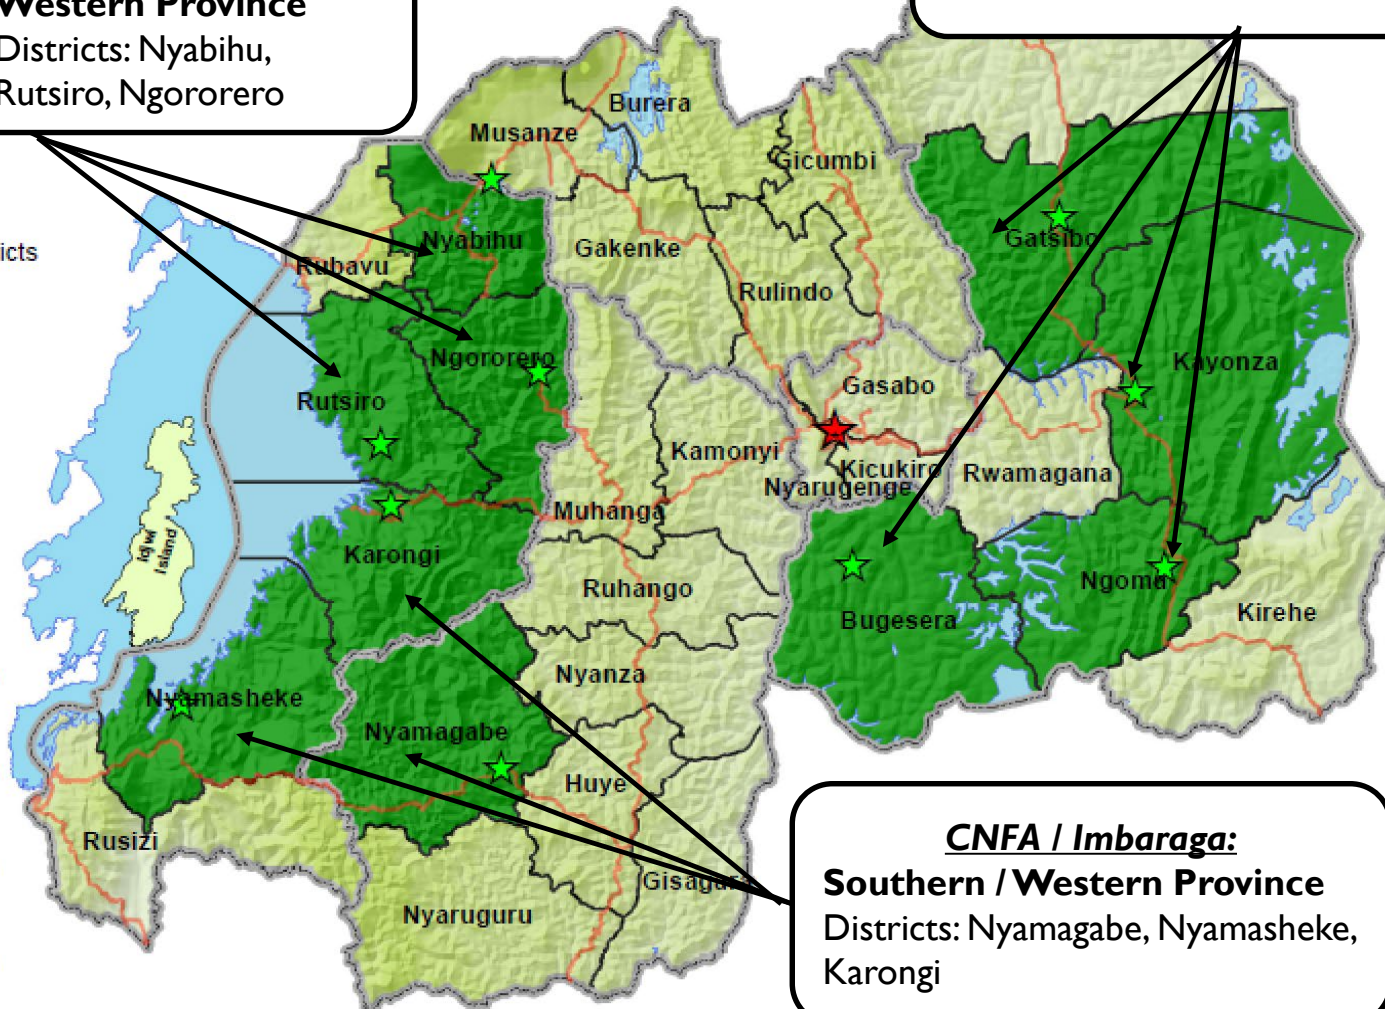 Western Province
Districts: Nyabihu,
Rutsiro, Ngororero
Burera
Musanze
Gicumbi
icts
Nyabihu
Gakenke
Gatsibo
Rubavu
Rulindo
Ngororero
Kayonza
Gasabo
Rutsiro
Kamonyi
Kicukiro
Rwamagana
Nyarugenge
Muhanga
Idjwi
Island
Karongi
Ruhango
Ngoma
Kirehe
Bugesera
Nyanza
Nyamasheke
Nyamagabe
Huye
Rusizi
Gisagara
Nyaruguru
CNFA / Imbaraga:
Southern / Western Province
Districts: Nyamagabe, Nyamasheke,
Karongi